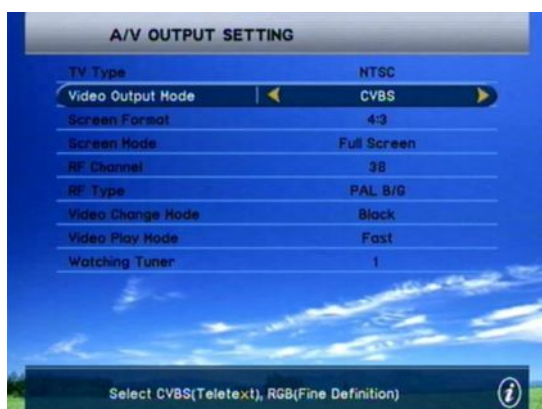 A/V OUTPUT SETTING
TV Type NTSC
Video Output Mode CVBS
Screen Format 4:3
Screen Mode Full Screen
RF Channel 38
RF Type PAL B/G
Video Change Mode Black
Video Play Mode Fast
Watching Tuner 1
Select CVBS(Teletext), RGB(Fine Definition)
i